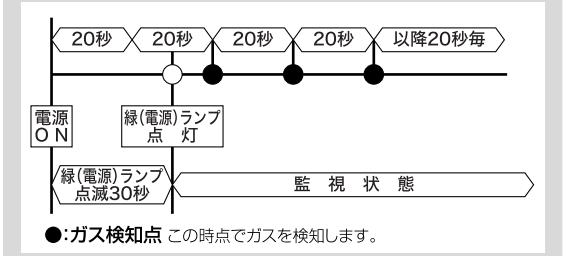 20秒
20秒
20秒
20秒
以降20秒毎
電源
ON
緑(電源)ランプ
点 灯
緑(電源)ランプ
点滅30秒
監 視 状 態
●:ガス検知点 この時点でガスを検知します。